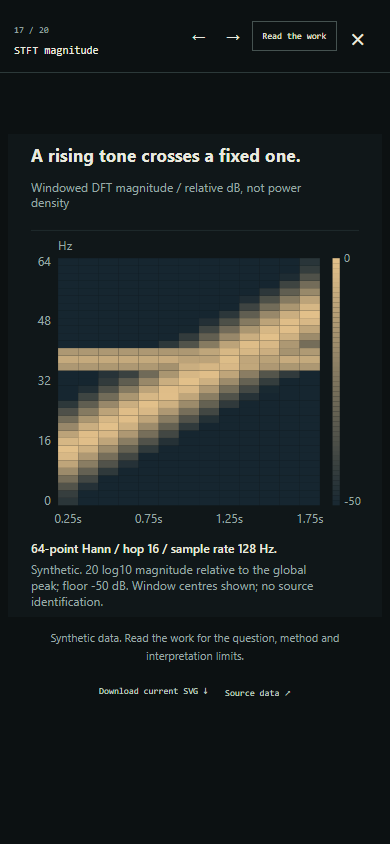 17 / 20
STFT magnitude
← → Read the work ×
A rising tone crosses a fixed one.
Windowed DFT magnitude / relative dB, not power
density
Hz
64
48
32
16
0
0
-50
0.25s 0.75s 1.25s 1.75s
64-point Hann / hop 16 / sample rate 128 Hz.
Synthetic. 20 log10 magnitude relative to the global
peak; floor -50 dB. Window centres shown; no source
identification.
Synthetic data. Read the work for the question, method and
interpretation limits.
Download current SVG ↓ Source data ↗